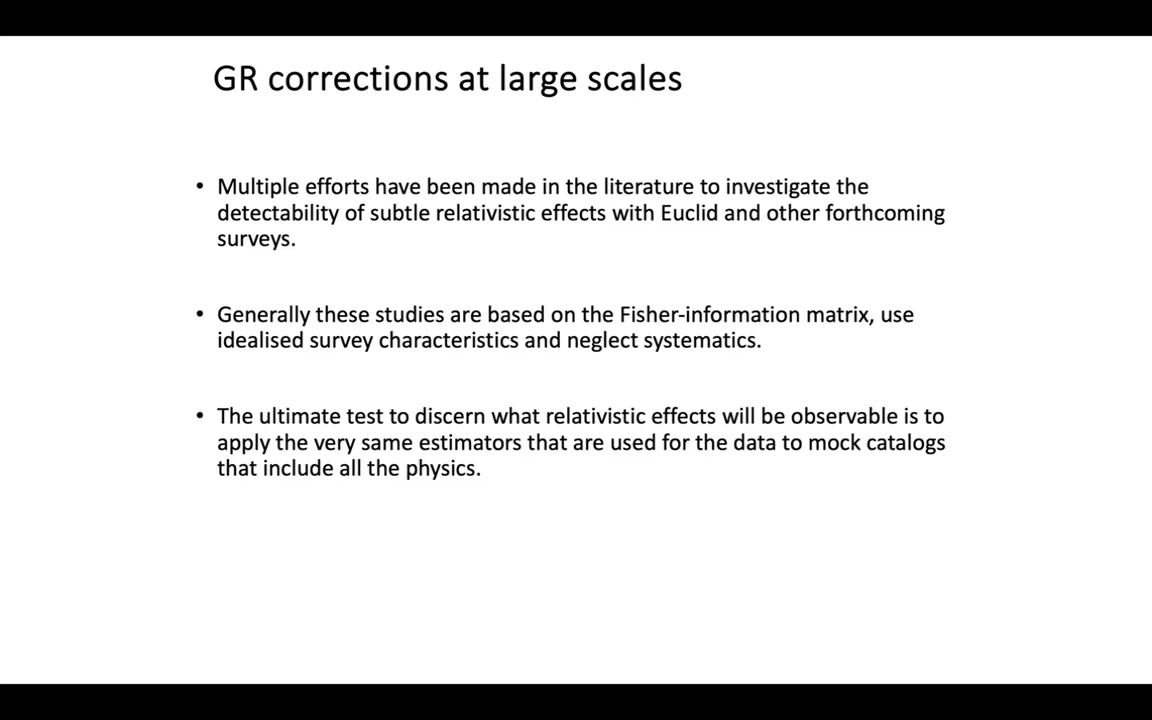 GR corrections at large scales
• Multiple efforts have been made in the literature to investigate the
detectability of subtle relativistic effects with Euclid and other forthcoming
surveys.
• Generally these studies are based on the Fisher-information matrix, use
idealised survey characteristics and neglect systematics.
• The ultimate test to discern what relativistic effects will be observable is to
apply the very same estimators that are used for the data to mock catalogs
that include all the physics.